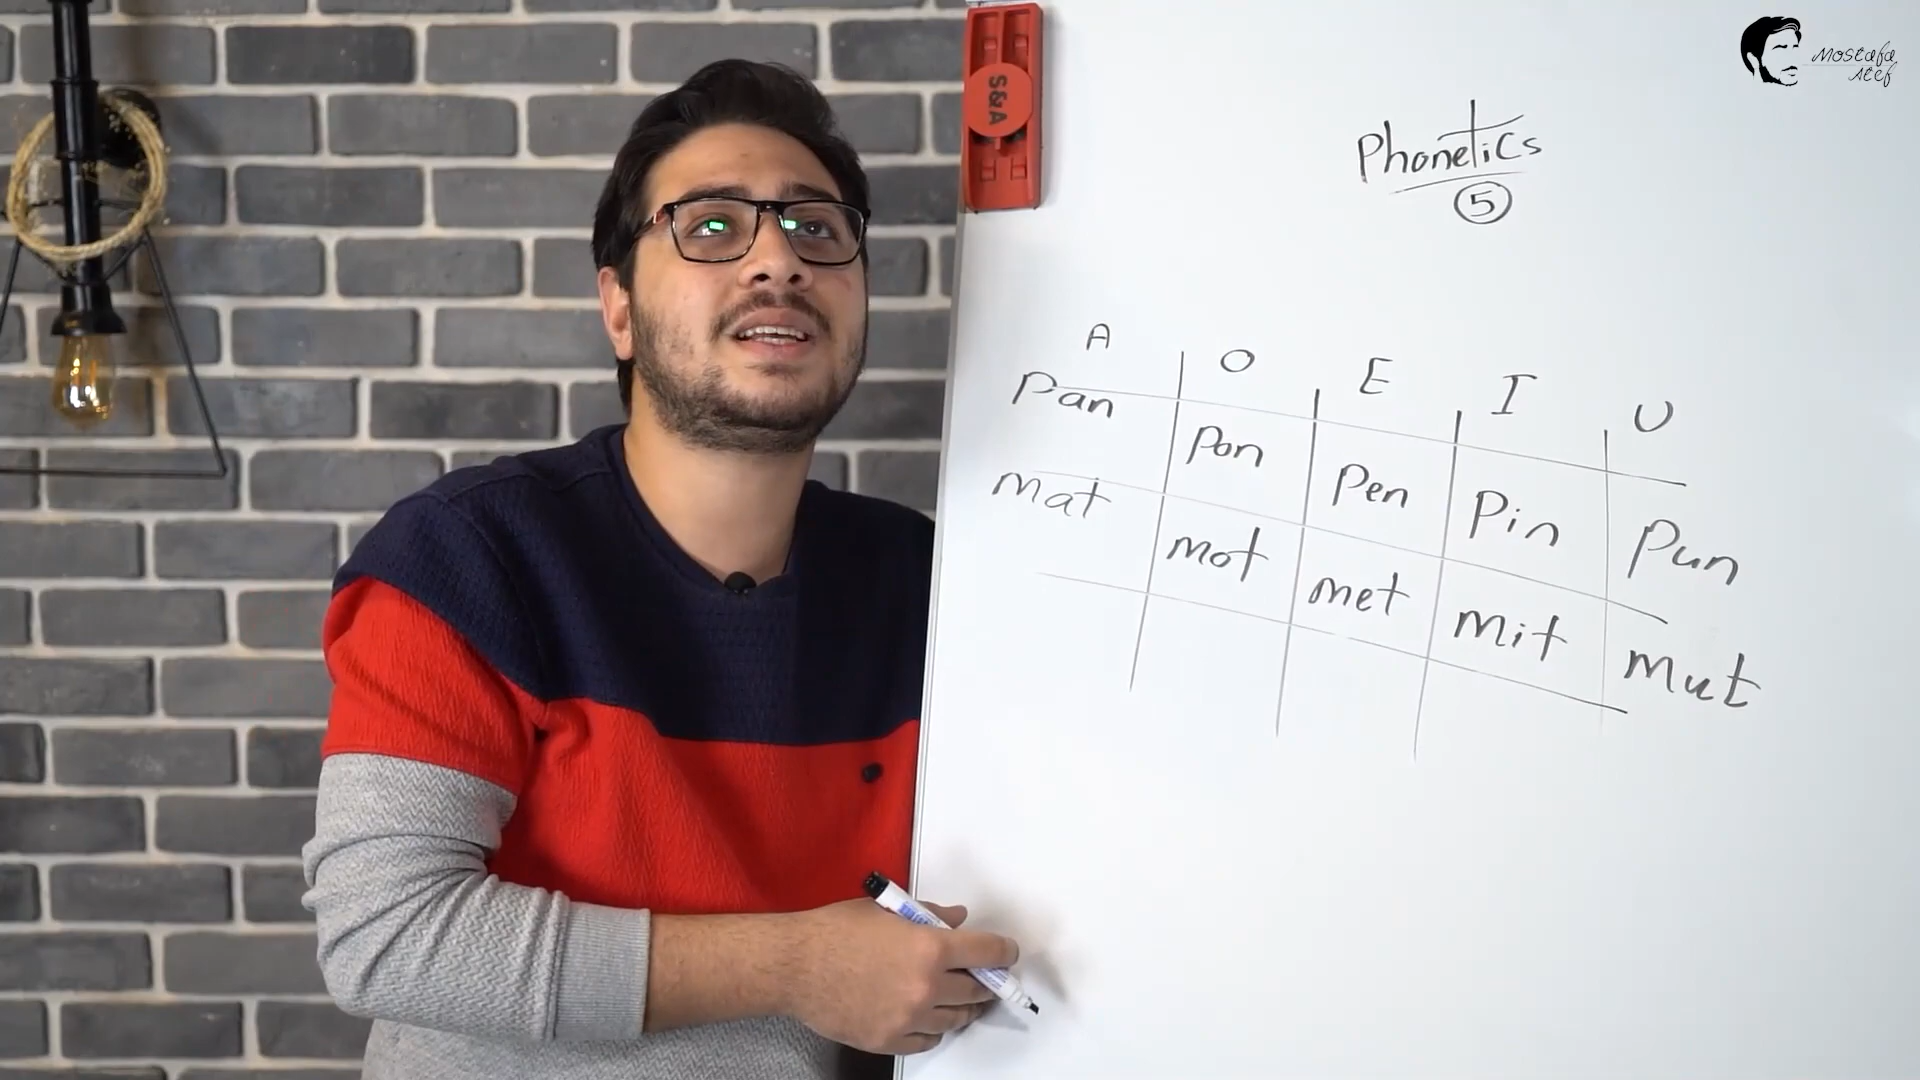 Mostafa
Atef
S&A
Phonetics
5
A O E I U
Pan Pon Pen Pin Pun
mat mot met mit mut